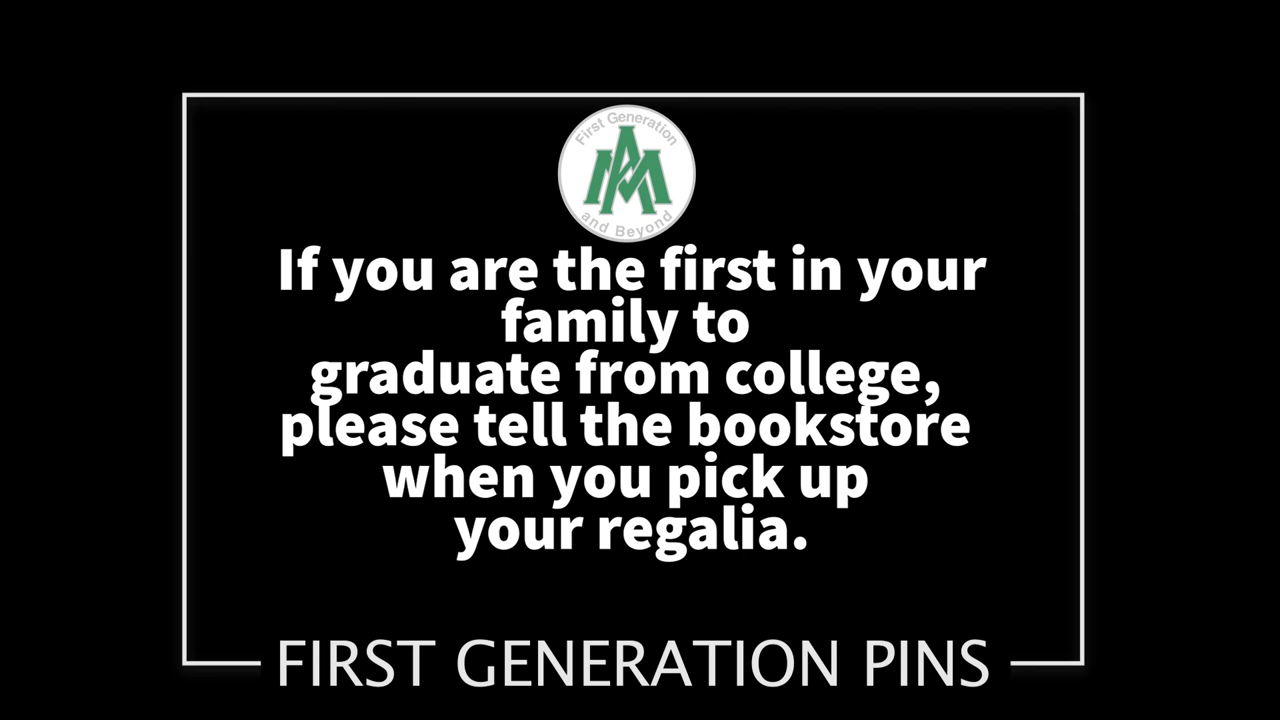 First Generation
AM
and Beyond
If you are the first in your
family to
graduate from college,
please tell the bookstore
when you pick up
your regalia.
FIRST GENERATION PINS